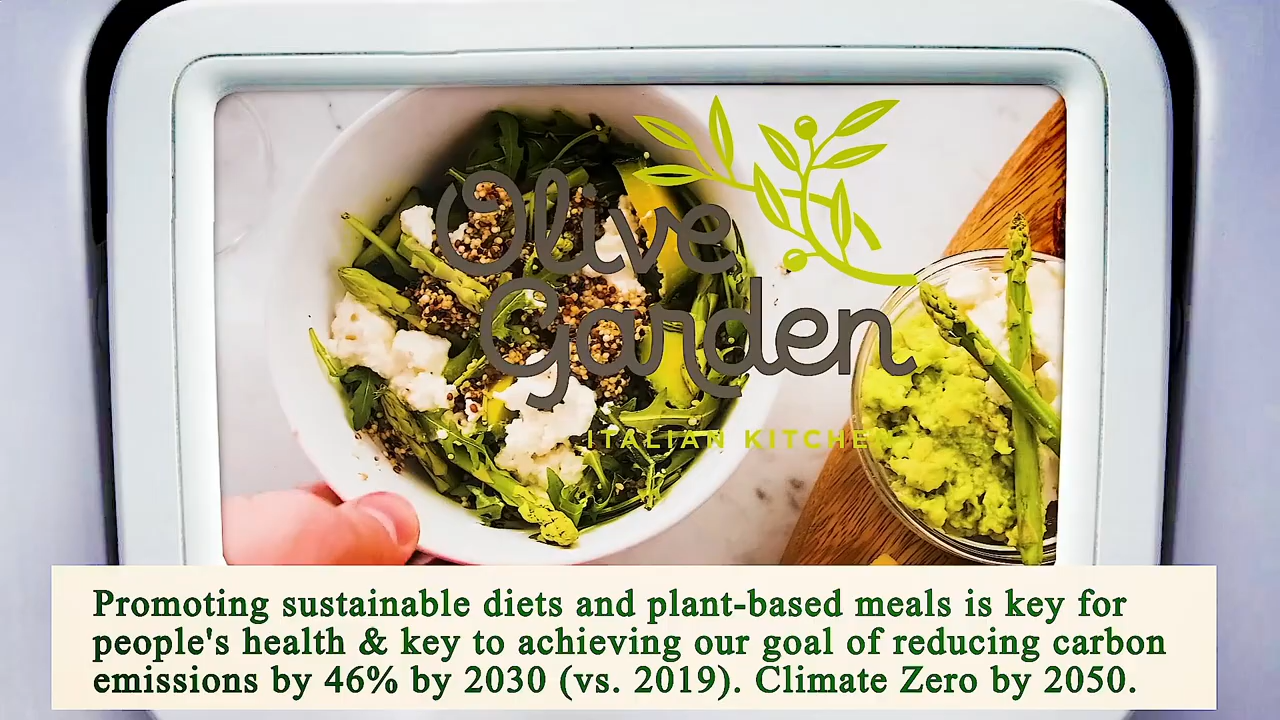 Olive
Garden
ITALIAN KITCHEN
Promoting sustainable diets and plant-based meals is key for
people's health & key to achieving our goal of reducing carbon
emissions by 46% by 2030 (vs. 2019). Climate Zero by 2050.